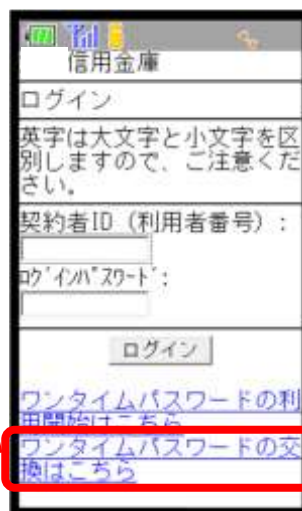 信用金庫
ログイン
英字は大文字と小文字を区
別しますので、ご注意くだ
さい。
契約者ID（利用者番号）:
ﾛｸﾞｲﾝﾊﾟｽﾜｰﾄﾞ:
ログイン
ワンタイムパスワードの利
用開始はこちら
ワンタイムパスワードの交
換はこちら